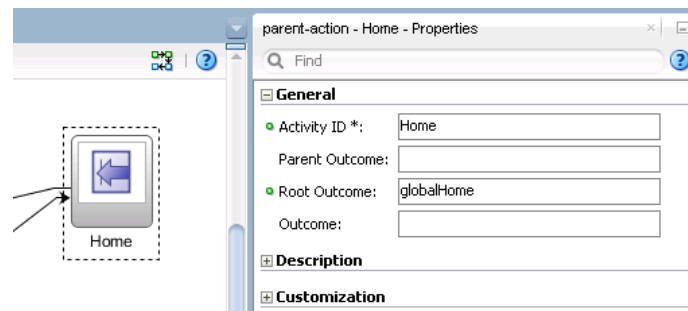 parent-action - Home - Properties
Find
General
Activity ID *: Home
Parent Outcome:
Root Outcome: globalHome
Outcome:
Description
Customization
Home